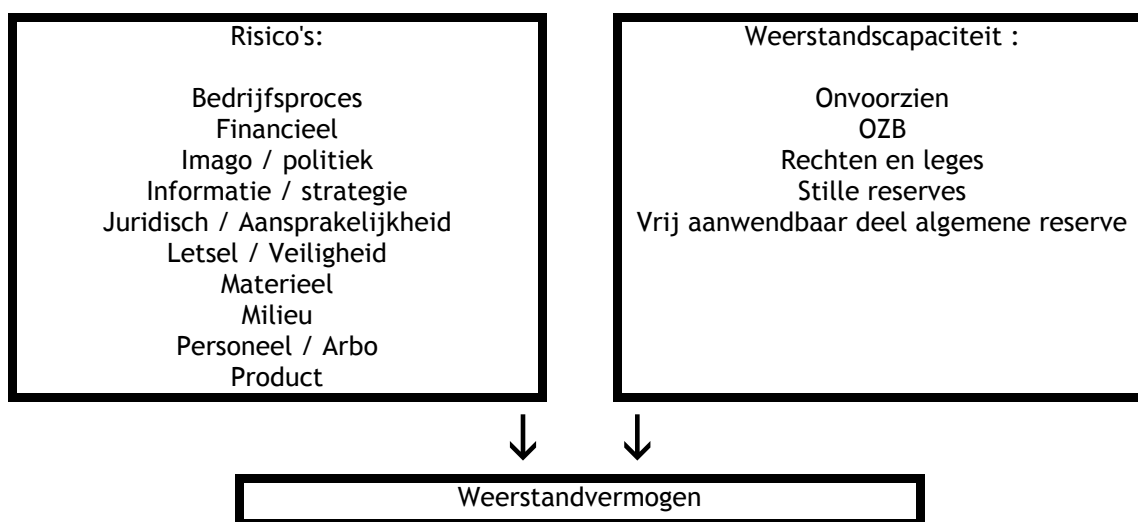 Risico's:
Bedrijfsproces
Financieel
Imago / politiek
Informatie / strategie
Juridisch / Aansprakelijkheid
Letsel / Veiligheid
Materieel
Milieu
Personeel / Arbo
Product
Weerstandscapaciteit :
Onvoorzien
OZB
Rechten en leges
Stille reserves
Vrij aanwendbaar deel algemene reserve
Weerstandvermogen